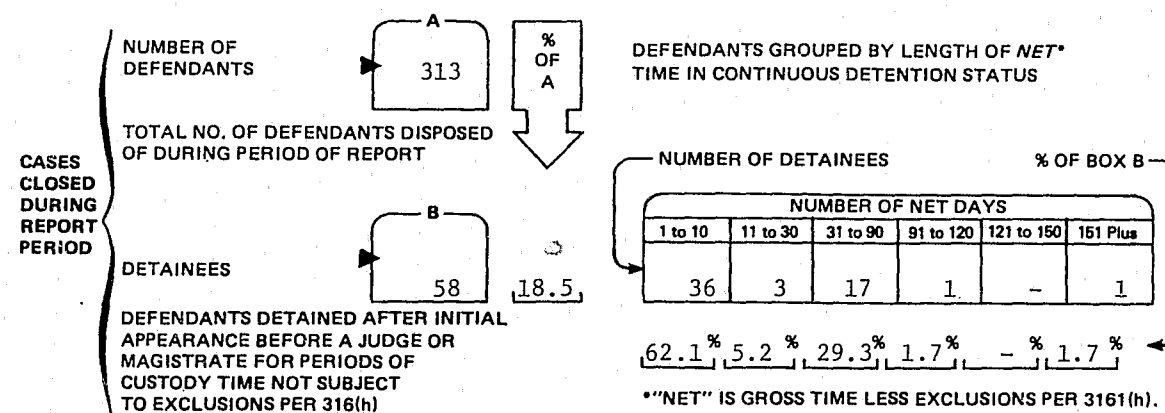 CASES
CLOSED
DURING
REPORT
PERIOD
NUMBER OF
DEFENDANTS
A
313
%
OF
A
TOTAL NO. OF DEFENDANTS DISPOSED
OF DURING PERIOD OF REPORT
DETAINEES
B
58
18.5
DEFENDANTS DETAINED AFTER INITIAL
APPEARANCE BEFORE A JUDGE OR
MAGISTRATE FOR PERIODS OF
CUSTODY TIME NOT SUBJECT
TO EXCLUSIONS PER 316(h)
DEFENDANTS GROUPED BY LENGTH OF NET*
TIME IN CONTINUOUS DETENTION STATUS
NUMBER OF DETAINEES % OF BOX B
NUMBER OF NET DAYS
1 to 10 11 to 30 31 to 90 91 to 120 121 to 150 151 Plus
36 3 17 1 - 1
62.1% 5.2% 29.3% 1.7% - % 1.7%
*"NET" IS GROSS TIME LESS EXCLUSIONS PER 3161(h).